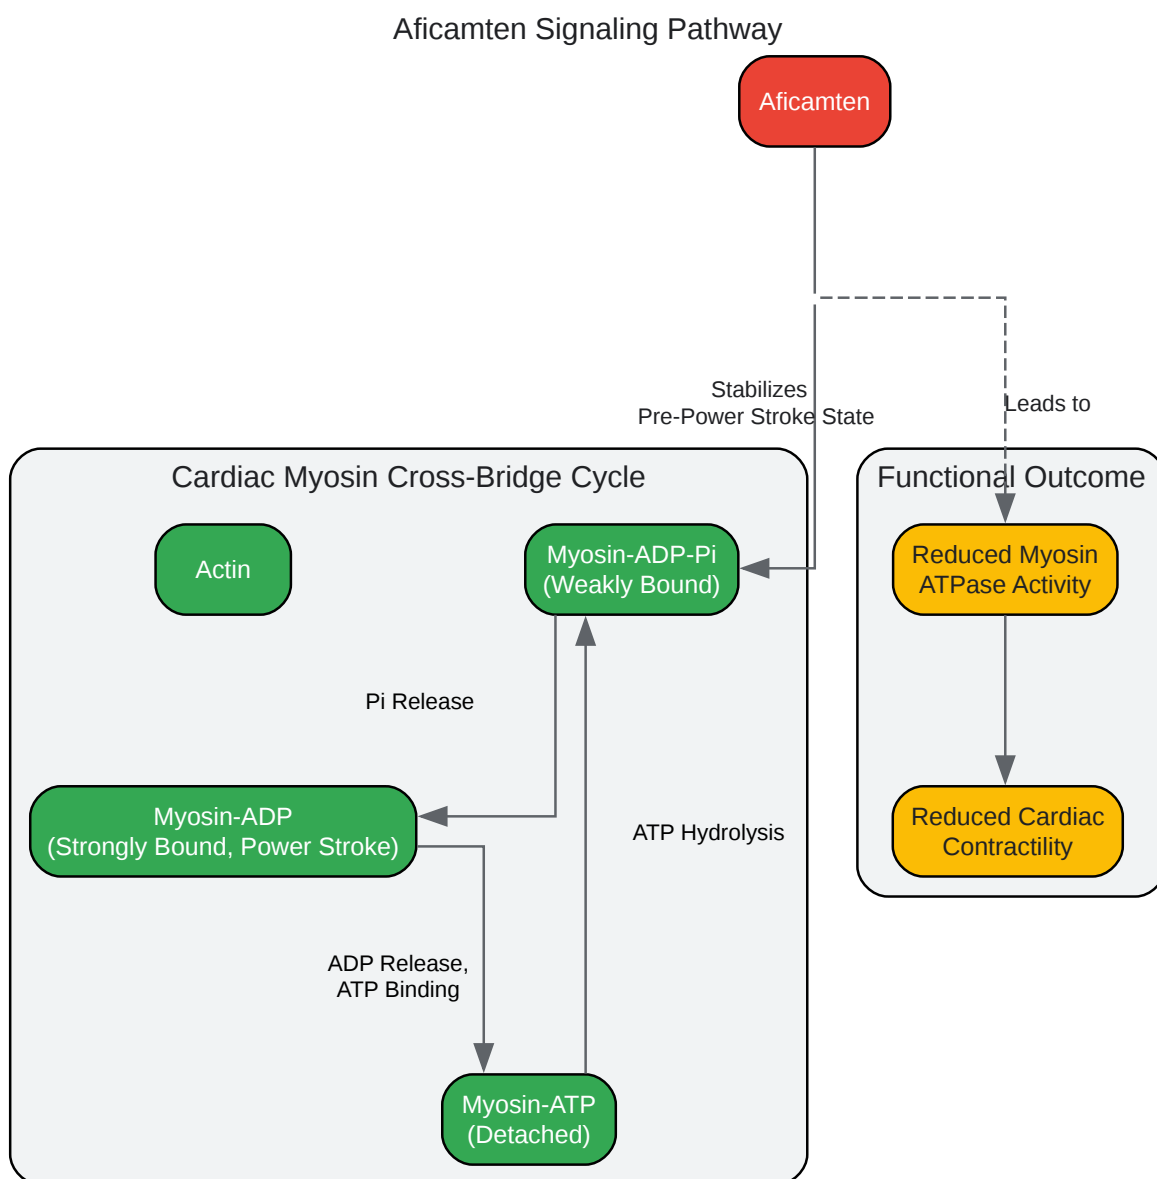 Aficamten Signaling Pathway
Aficamten
Stabilizes
Pre-Power Stroke State
Leads to
Cardiac Myosin Cross-Bridge Cycle
Functional Outcome
Actin
Myosin-ADP-Pi
(Weakly Bound)
Reduced Myosin
ATPase Activity
Pi Release
Myosin-ADP
(Strongly Bound, Power Stroke)
ATP Hydrolysis
Reduced Cardiac
Contractility
ADP Release,
ATP Binding
Myosin-ATP
(Detached)